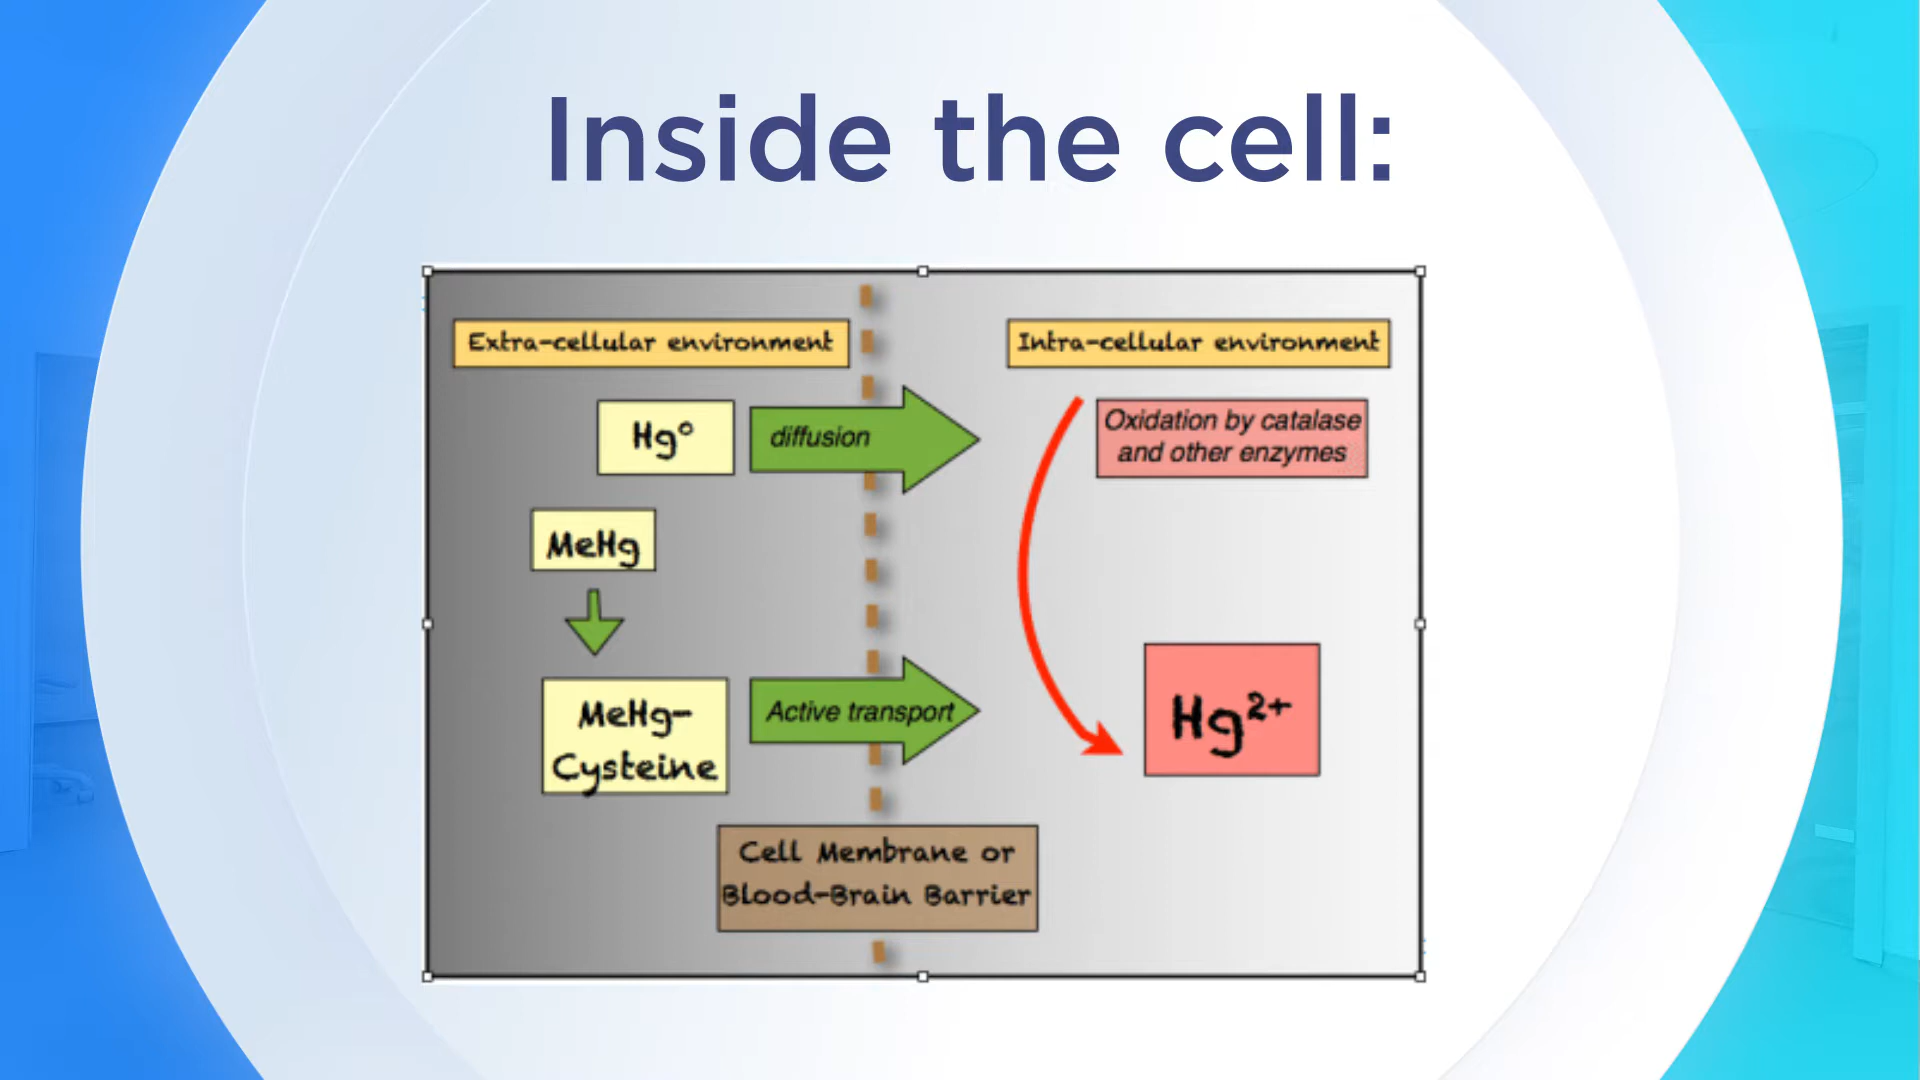 Inside the cell:
Extra-cellular environment
Intra-cellular environment
Hg°
diffusion
Oxidation by catalase
and other enzymes
MeHg
MeHg-
Cysteine
Active transport
Hg²⁺
Cell Membrane or
Blood-Brain Barrier